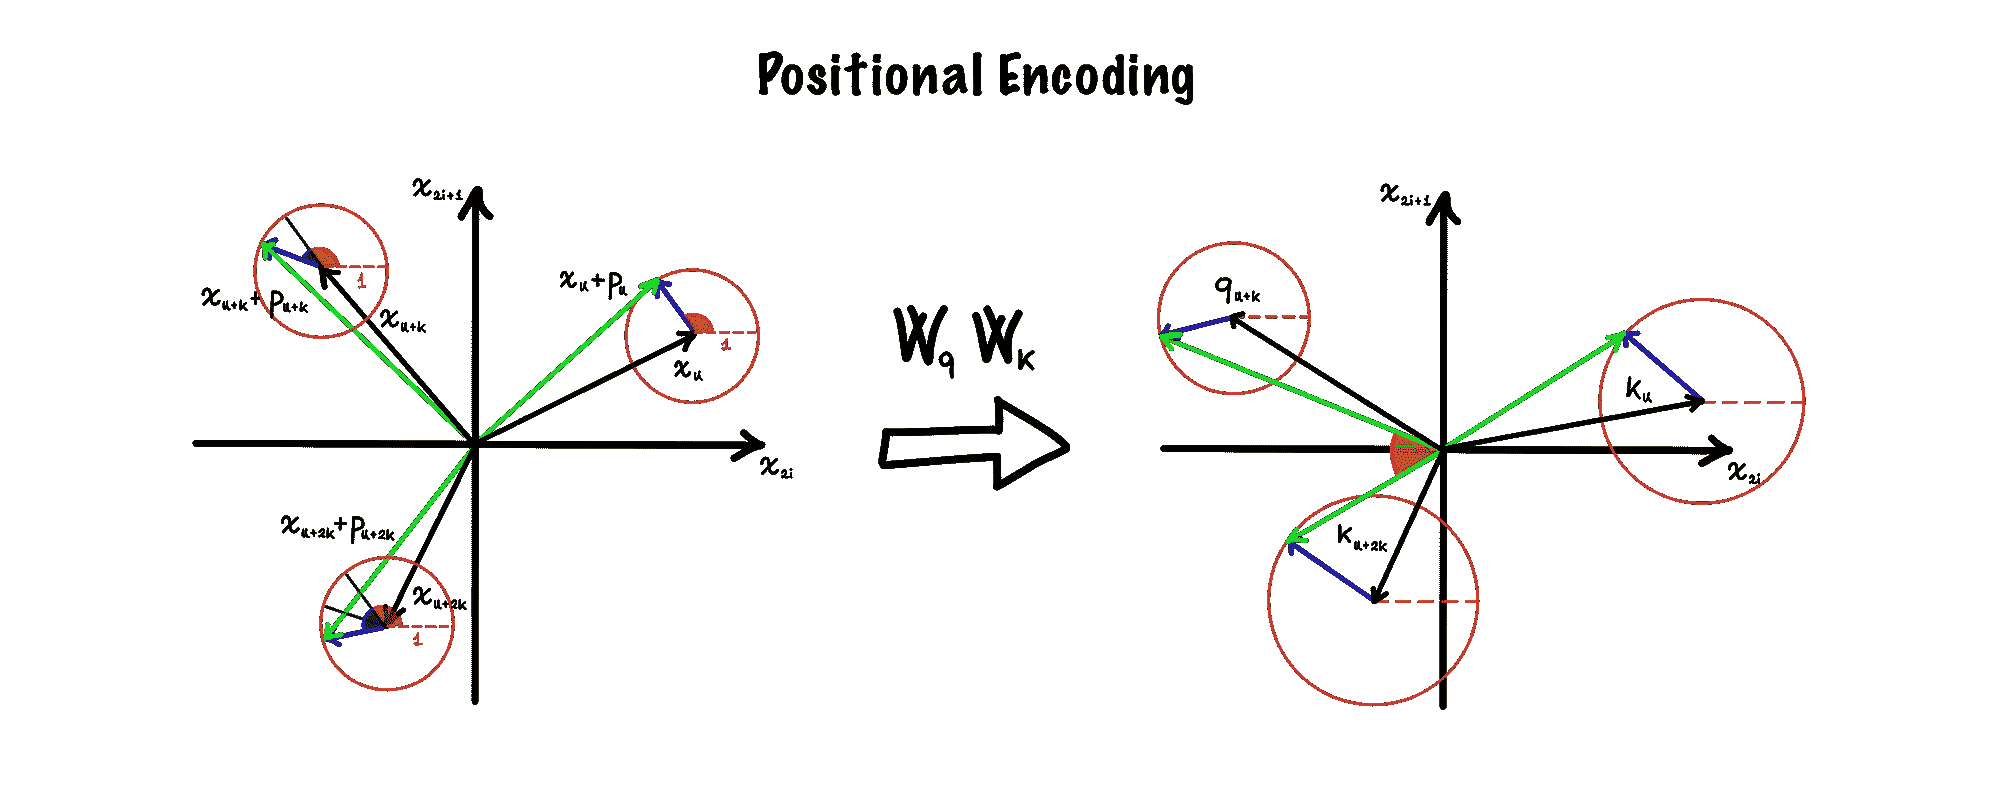 Positional Encoding
x_{2i+1}
x_{u+k} + p_{u+k}
x_{u+k}
1
x_u + p_u
x_u
1
x_{2i}
x_{u+2k} + p_{u+2k}
x_{u+2k}
1
W_q W_K
x_{2i+1}
q_{u+k}
K_u
x_{2i}
K_{u+2k}